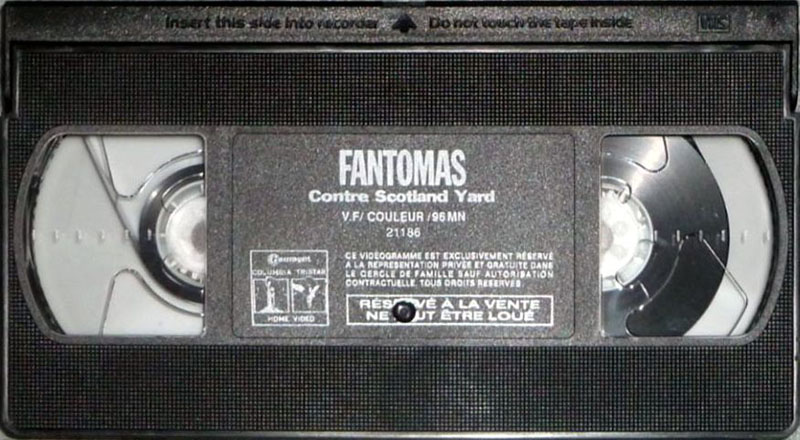 Insert this side into recorder Do not touch the tape inside VHS
FANTOMAS
Contre Scotland Yard
V.F/ COULEUR /96MN
21186
Gaumont
COLUMBIA TRISTAR
HOME VIDEO
CE VIDÉOGRAMME EST EXCLUSIVEMENT RÉSERVÉ
À LA REPRÉSENTATION PRIVÉE ET GRATUITE DANS
LE CERCLE DE FAMILLE SAUF AUTORISATION
CONTRACTUELLE. TOUS DROITS RÉSERVÉS
RÉSERVÉ À LA VENTE
NE PEUT ÊTRE LOUÉ